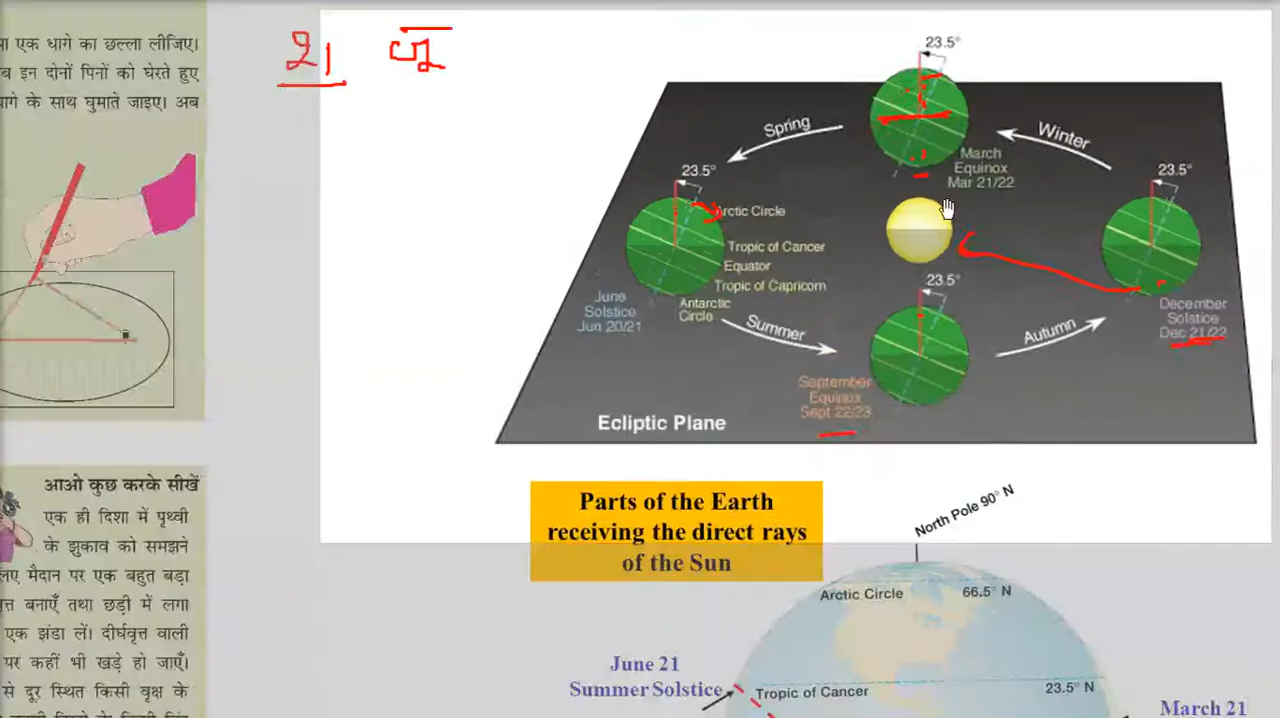 ा एक धागे का छल्ला लीजिए।
ब इन दोनों पिनों को घेरते हुए
ागे के साथ घुमाते जाइए। अब
21 जू
23.5°
Spring
Winter
March
Equinox
Mar 21/22
23.5°
Arctic Circle
Tropic of Cancer
Equator
Tropic of Capricorn
Antarctic
Circle
June
Solstice
Jun 20/21
23.5°
December
Solstice
Dec 21/22
23.5°
Summer
Autumn
September
Equinox
Sept 22/23
Ecliptic Plane
आओ कुछ करके सीखें
एक ही दिशा में पृथ्वी
के झुकाव को समझने
लिए मैदान पर एक बहुत बड़ा
वृत्त बनाएँ तथा छड़ी में लगा
एक झंडा लें। दीर्घवृत्त वाली
पर कहीं भी खड़े हो जाएँ।
से दूर स्थित किसी वृक्ष के
Parts of the Earth
receiving the direct rays
of the Sun
North Pole 90° N
Arctic Circle 66.5° N
June 21
Summer Solstice
Tropic of Cancer 23.5° N
March 21